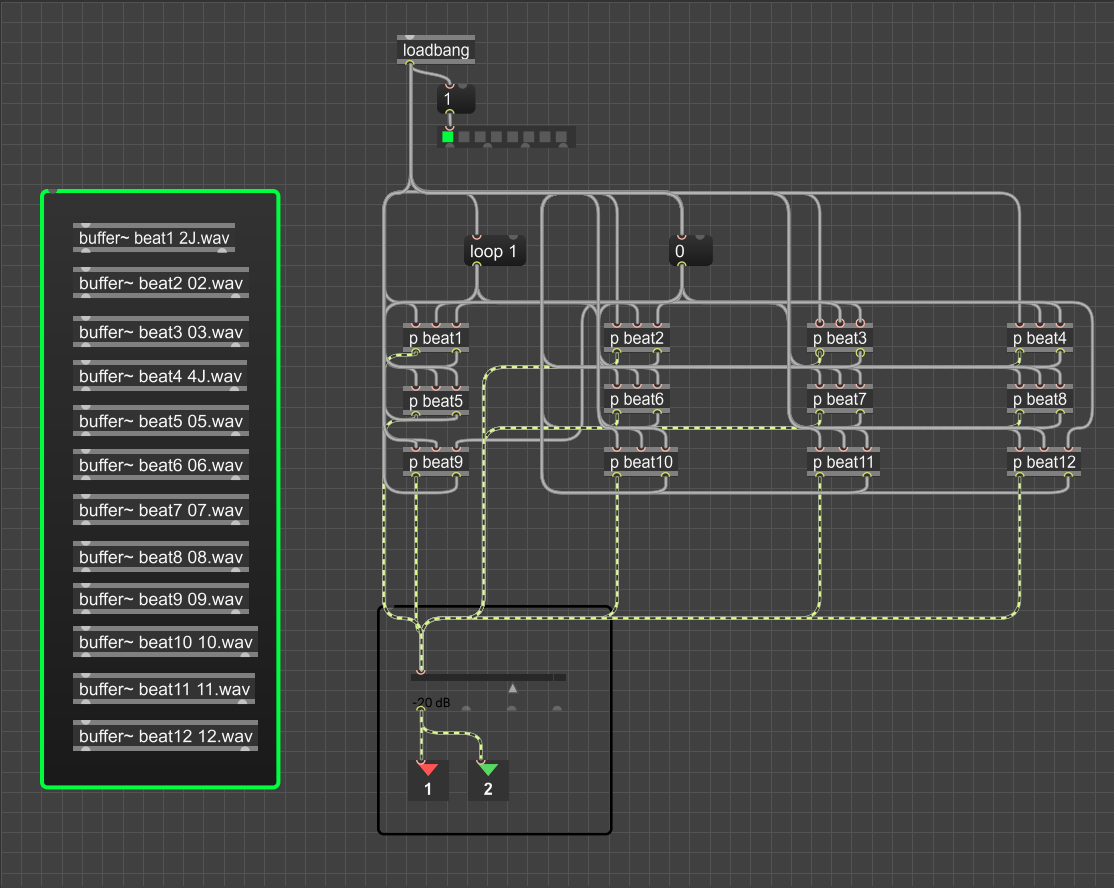 loadbang
1
buffer~ beat1 2J.wav
buffer~ beat2 02.wav
buffer~ beat3 03.wav
buffer~ beat4 4J.wav
buffer~ beat5 05.wav
buffer~ beat6 06.wav
buffer~ beat7 07.wav
buffer~ beat8 08.wav
buffer~ beat9 09.wav
buffer~ beat10 10.wav
buffer~ beat11 11.wav
buffer~ beat12 12.wav
loop 1
0
p beat1
p beat2
p beat3
p beat4
p beat5
p beat6
p beat7
p beat8
p beat9
p beat10
p beat11
p beat12
-20 dB
1
2